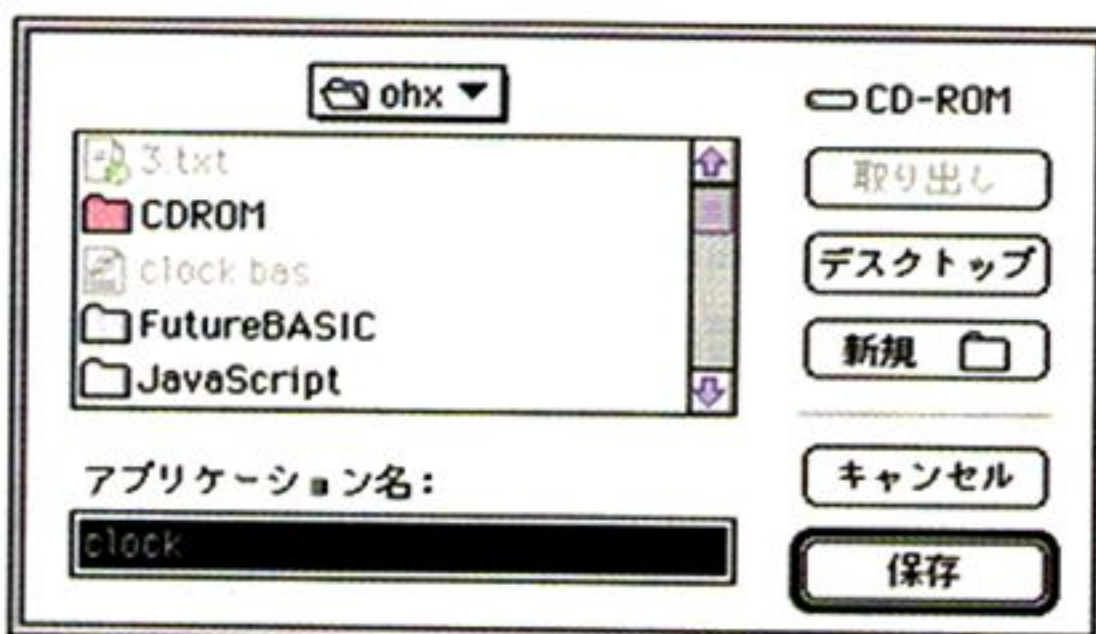 ohx
3.txt
CDROM
clock.bas
FutureBASIC
JavaScript
アプリケーション名:
clock
CD-ROM
取り出し
デスクトップ
新規
キャンセル
保存